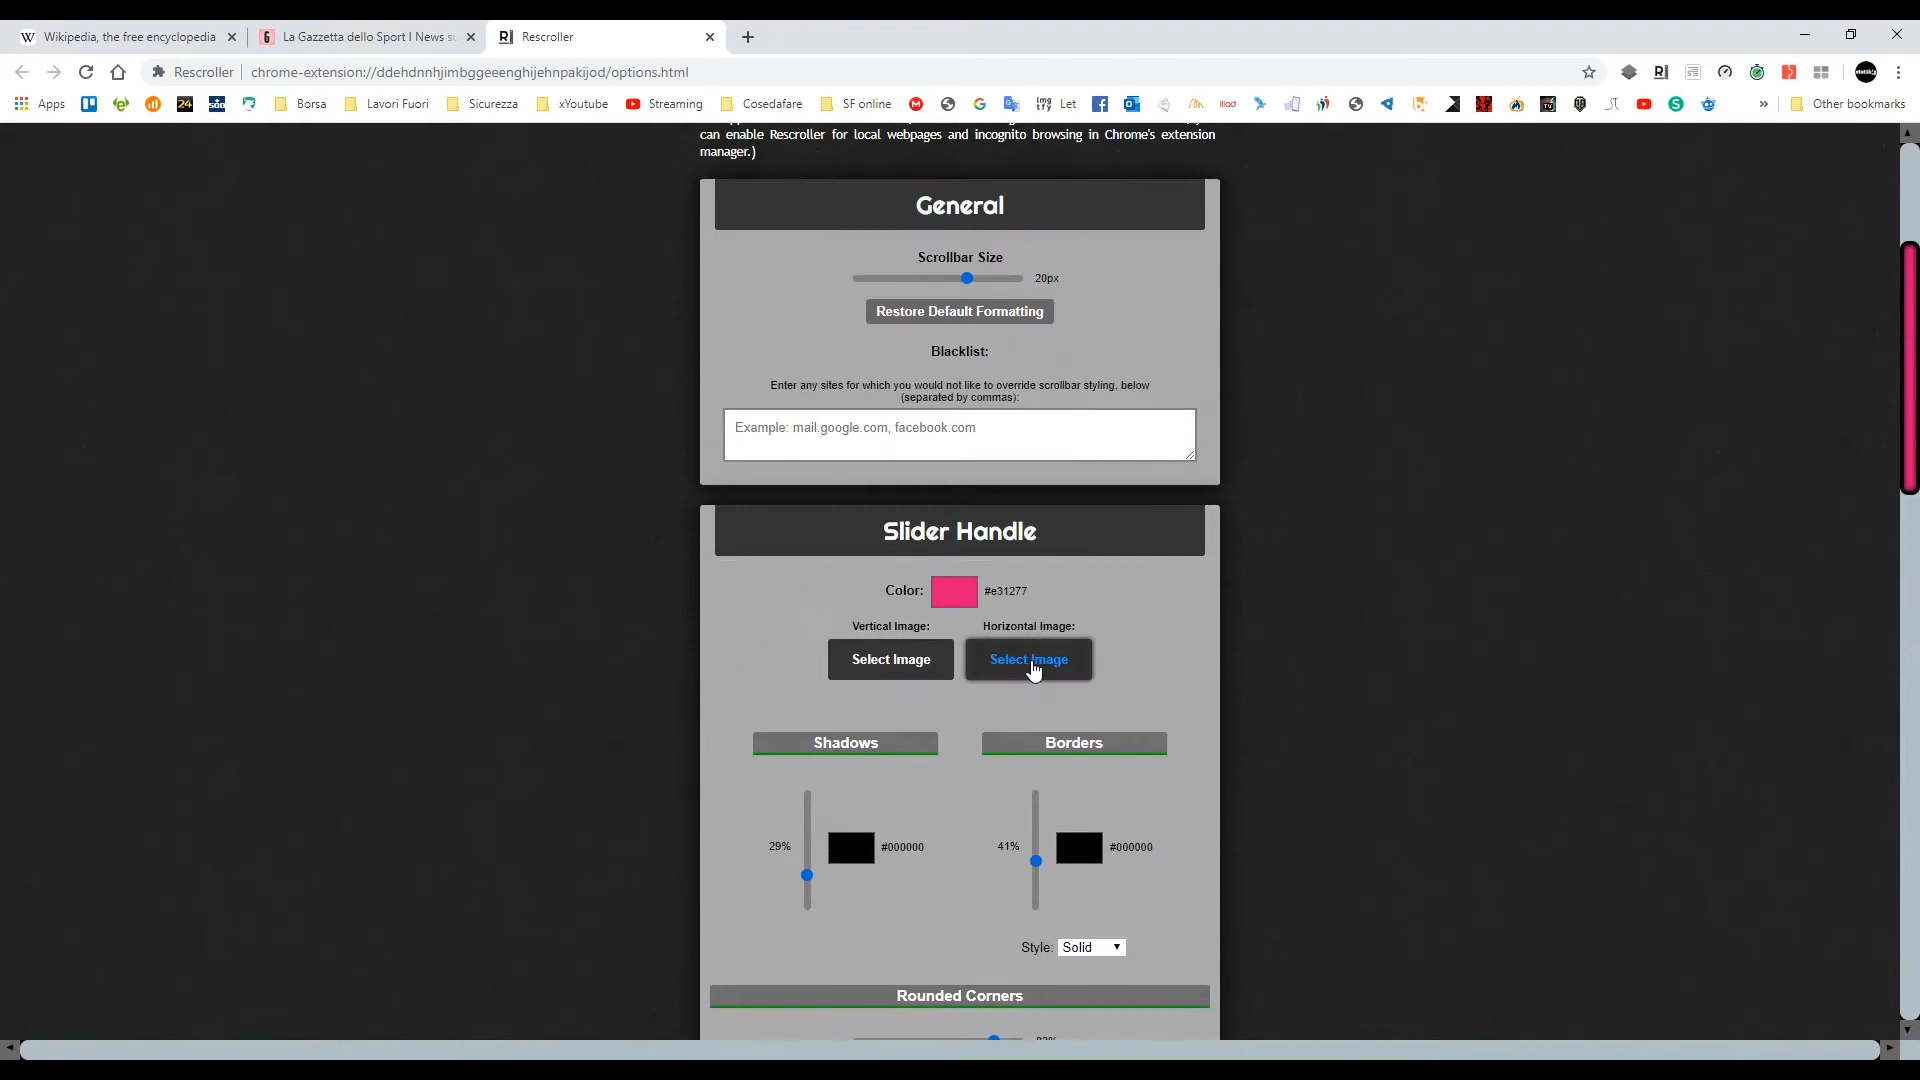 Wikipedia, the free encyclopedia
La Gazzetta dello Sport | News su
Rescroller
Rescroller
chrome-extension://ddehdnnhjimbggeeenghijehnpakijod/options.html
Apps
Borsa
Lavori Fuori
Sicurezza
xYoutube
Streaming
Cosedafare
SF online
Let
Other bookmarks
can enable Rescroller for local webpages and incognito browsing in Chrome's extension
manager.)
General
Scrollbar Size
20px
Restore Default Formatting
Blacklist:
Enter any sites for which you would not like to override scrollbar styling, below
(separated by commas):
Example: mail.google.com, facebook.com
Slider Handle
Color: #e31277
Vertical Image: Horizontal Image:
Select Image Select Image
Shadows Borders
29% #000000 41% #000000
Style: Solid
Rounded Corners